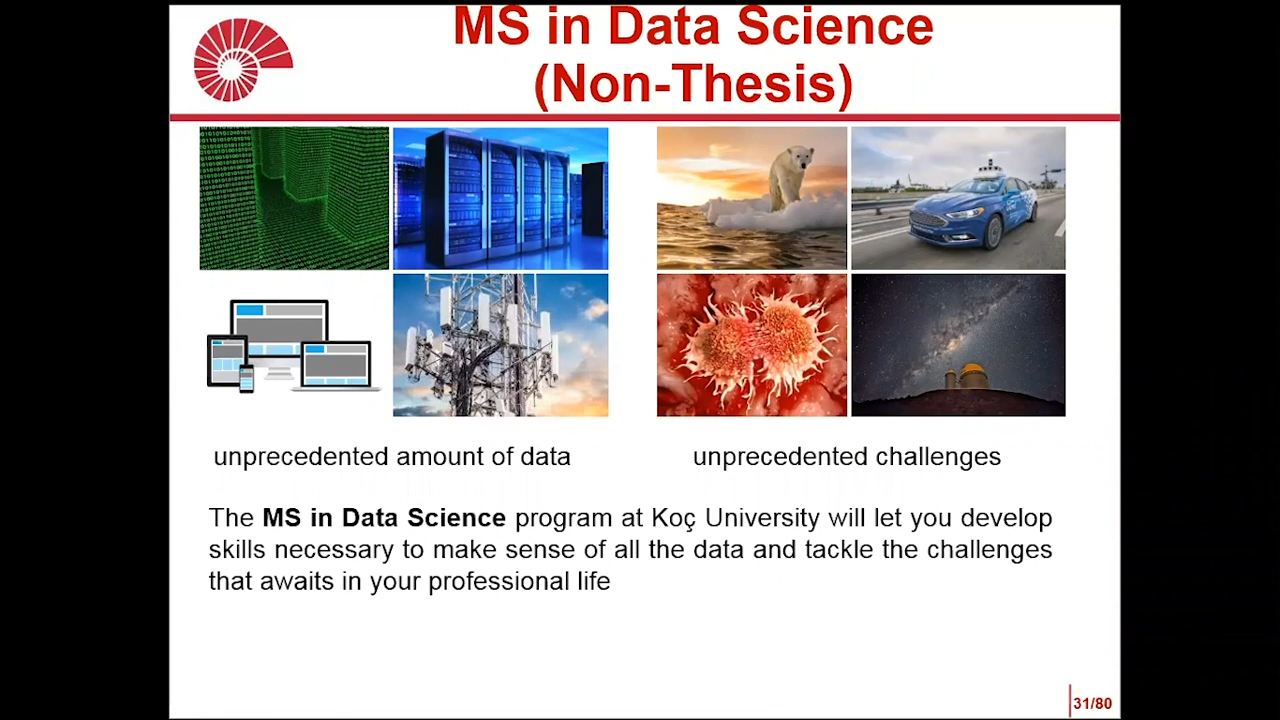 MS in Data Science
(Non-Thesis)
unprecedented amount of data
unprecedented challenges
The MS in Data Science program at Koç University will let you develop
skills necessary to make sense of all the data and tackle the challenges
that awaits in your professional life
31/80